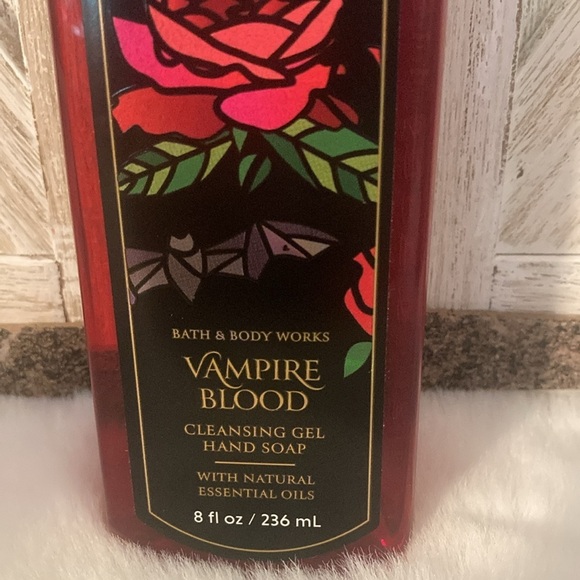 BATH & BODY WORKS
VAMPIRE
BLOOD
CLEANSING GEL
HAND SOAP
WITH NATURAL
ESSENTIAL OILS
8 fl oz / 236 mL